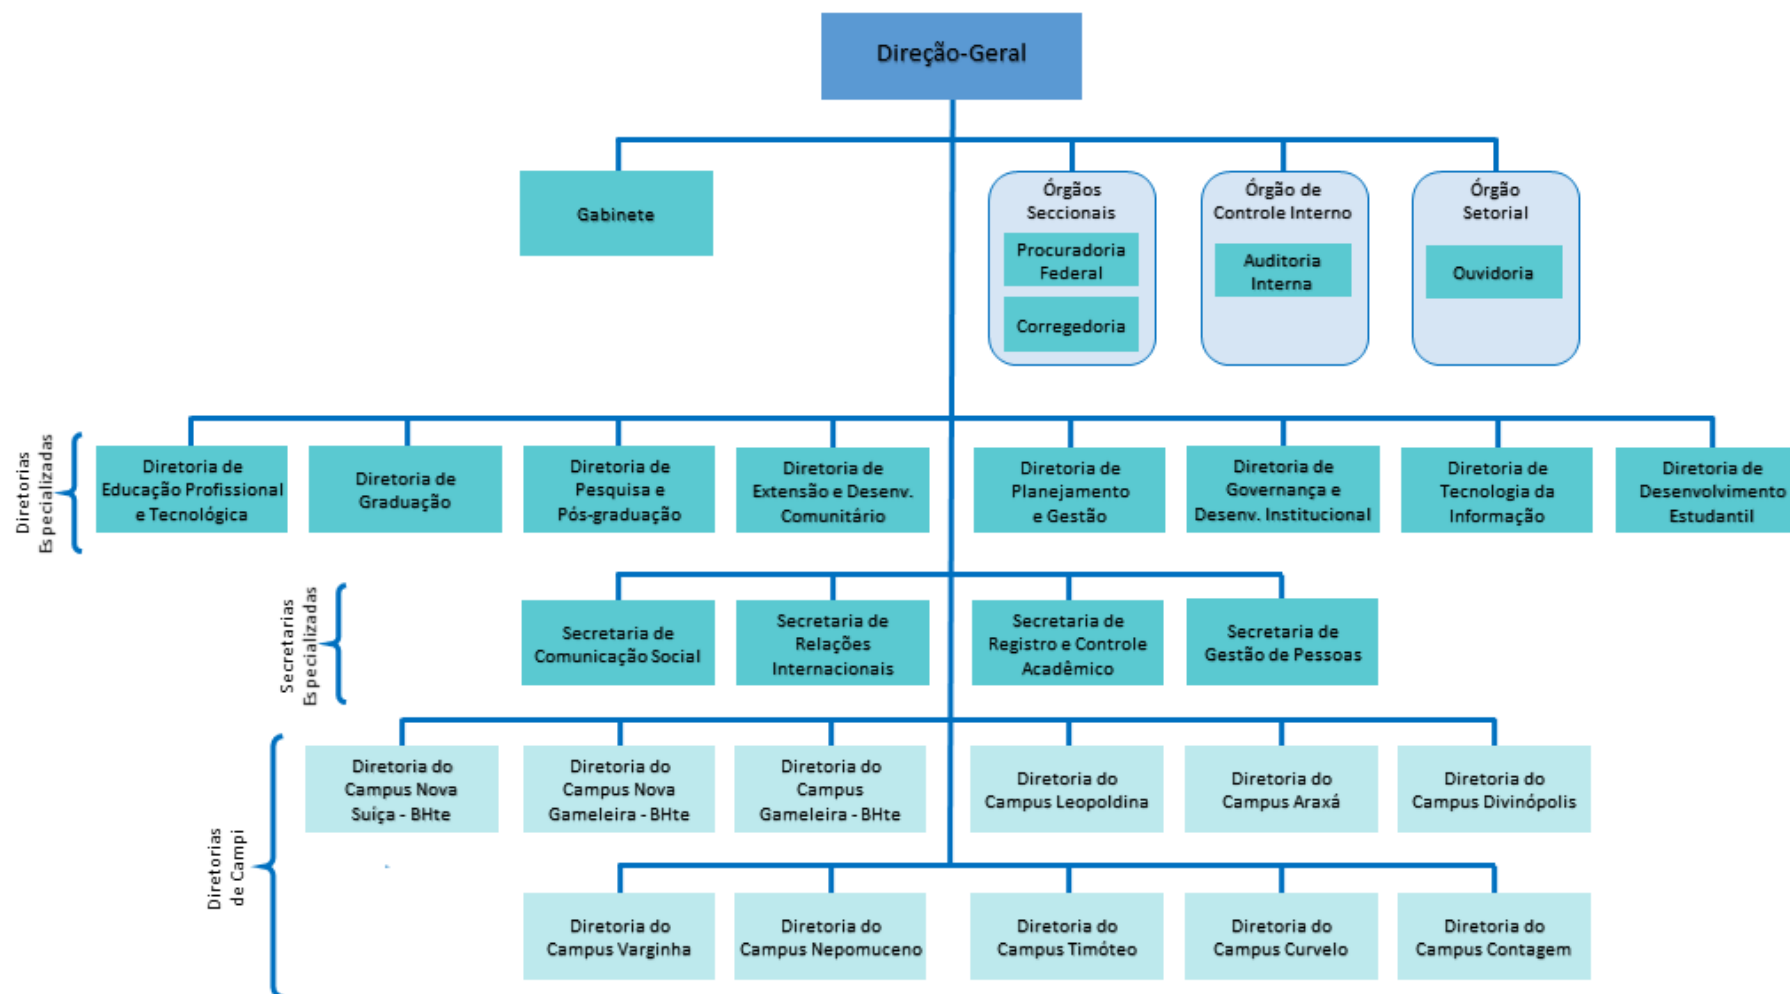 Direção-Geral
Gabinete
Órgãos
Seccionais
Procuradoria
Federal
Corregedoria
Órgão de
Controle Interno
Auditoria
Interna
Órgão
Setorial
Ouvidoria
Diretorias
Especializadas
Diretoria de
Educação Profissional
e Tecnológica
Diretoria de
Graduação
Diretoria de
Pesquisa e
Pós-graduação
Diretoria de
Extensão e Desenv.
Comunitário
Diretoria de
Planejamento
e Gestão
Diretoria de
Governança e
Desenv. Institucional
Diretoria de
Tecnologia da
Informação
Diretoria de
Desenvolvimento
Estudantil
Secretarias
Especializadas
Secretaria de
Comunicação Social
Secretaria de
Relações
Internacionais
Secretaria de
Registro e Controle
Acadêmico
Secretaria de
Gestão de Pessoas
Diretorias
de Campi
Diretoria do
Campus Nova
Suíça - BHte
Diretoria do
Campus Nova
Gameleira - BHte
Diretoria do
Campus
Gameleira - BHte
Diretoria do
Campus Leopoldina
Diretoria do
Campus Araxá
Diretoria do
Campus Divinópolis
Diretoria do
Campus Varginha
Diretoria do
Campus Nepomuceno
Diretoria do
Campus Timóteo
Diretoria do
Campus Curvelo
Diretoria do
Campus Contagem